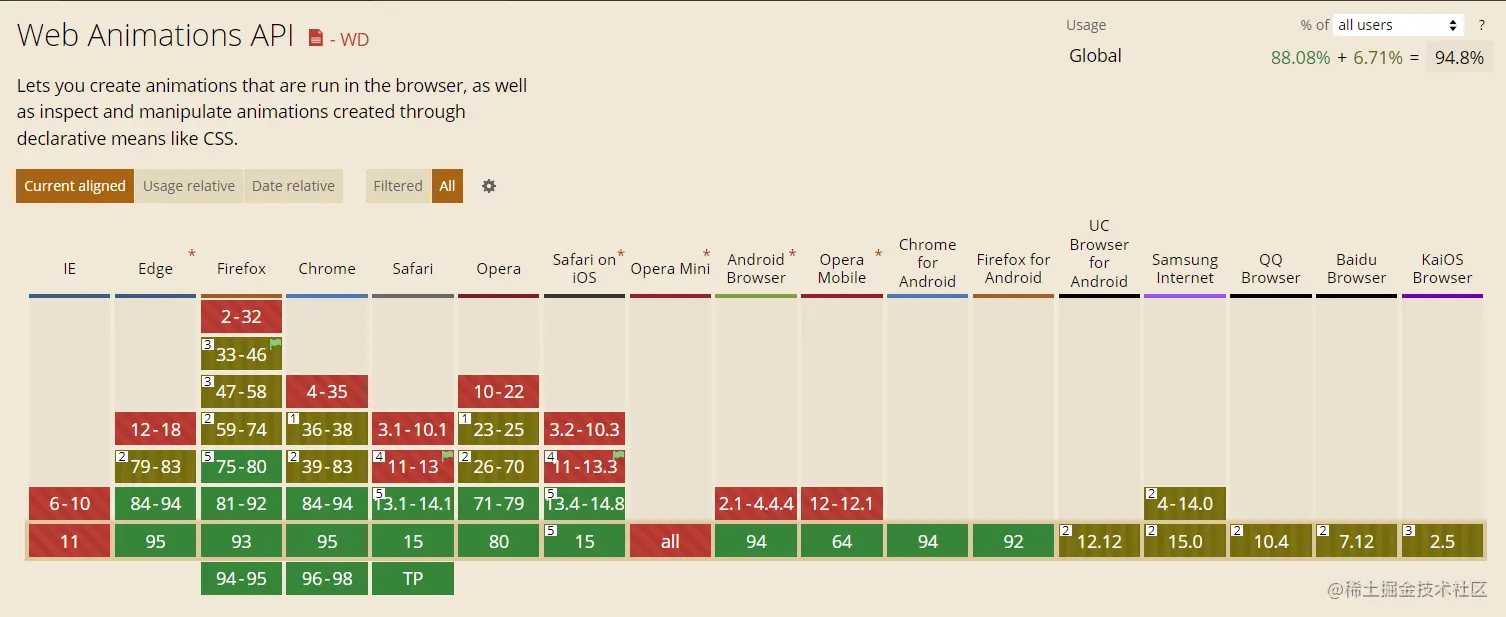 Web Animations API - WD
Usage % of all users ?
Global 88.08% + 6.71% = 94.8%
Lets you create animations that are run in the browser, as well
as inspect and manipulate animations created through
declarative means like CSS.
Current aligned Usage relative Date relative Filtered All
IE
Edge *
Firefox
Chrome
Safari
Opera
Safari on *
iOS
Opera Mini *
Android *
Browser
Opera *
Mobile
Chrome
for
Android
Firefox for
Android
UC
Browser
for
Android
Samsung
Internet
QQ
Browser
Baidu
Browser
KaiOS
Browser
2-32
3 33-46
3 47-58 4-35 10-22
12-18 2 59-74 1 36-38 3.1-10.1 1 23-25 3.2-10.3
2 79-83 5 75-80 2 39-83 4 11-13 2 26-70 4 11-13.3
6-10 84-94 81-92 84-94 5 13.1-14.1 71-79 5 13.4-14.8 2.1-4.4.4 12-12.1 2 4-14.0
11 95 93 95 15 80 5 15 all 94 64 94 92 2 12.12 2 15.0 2 10.4 2 7.12 3 2.5
94-95 96-98 TP
@稀土掘金技术社区